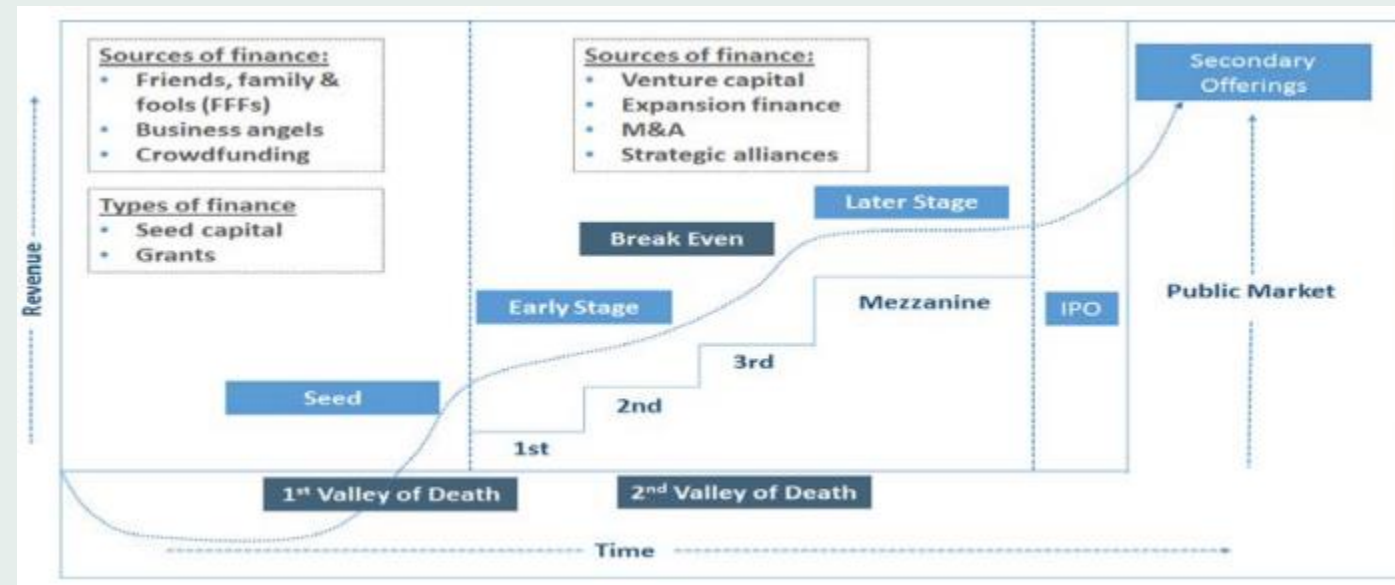 Sources of finance:
• Friends, family &
fools (FFFs)
• Business angels
• Crowdfunding
Types of finance
• Seed capital
• Grants
Sources of finance:
• Venture capital
• Expansion finance
• M&A
• Strategic alliances
Secondary
Offerings
Later Stage
Break Even
Early Stage
Mezzanine
IPO
Public Market
Revenue
3rd
Seed
2nd
1st
1st Valley of Death
2nd Valley of Death
Time